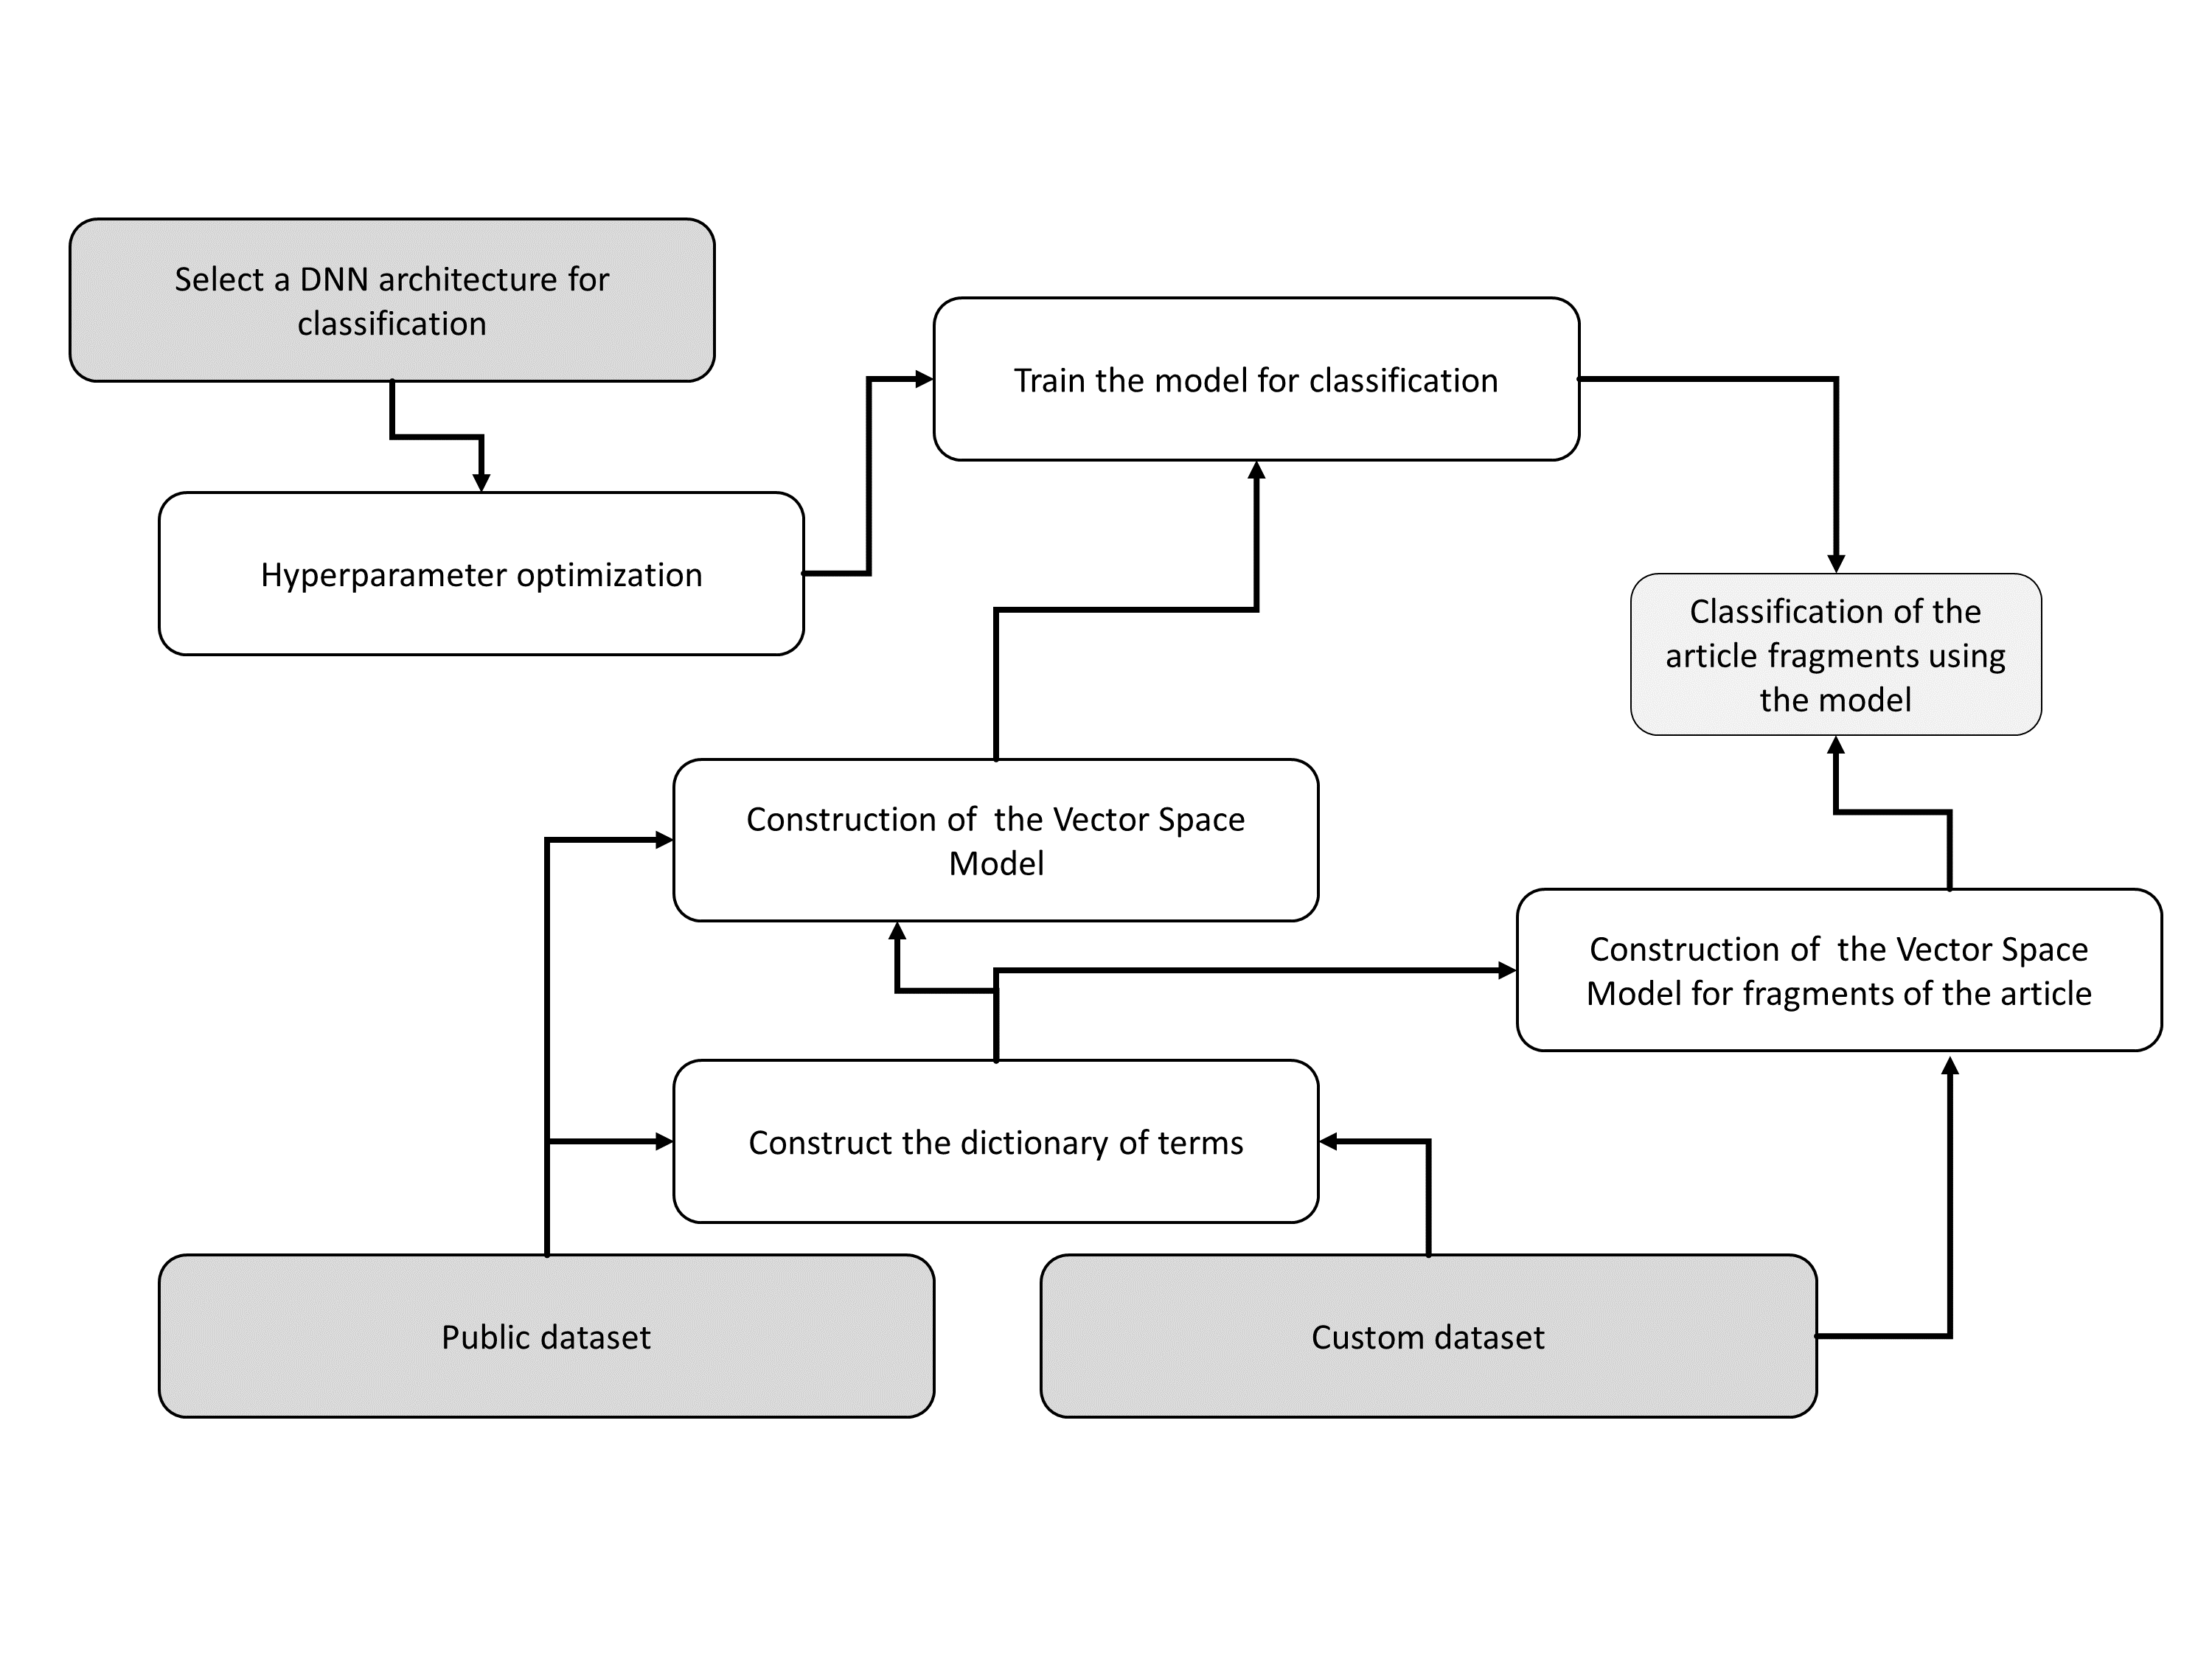 Select a DNN architecture for
classification
Train the model for classification
Hyperparameter optimization
Classification of the
article fragments using
the model
Construction of  the Vector Space
Model
Construction of  the Vector Space
Model for fragments of the article
Construct the dictionary of terms
Public dataset
Custom dataset